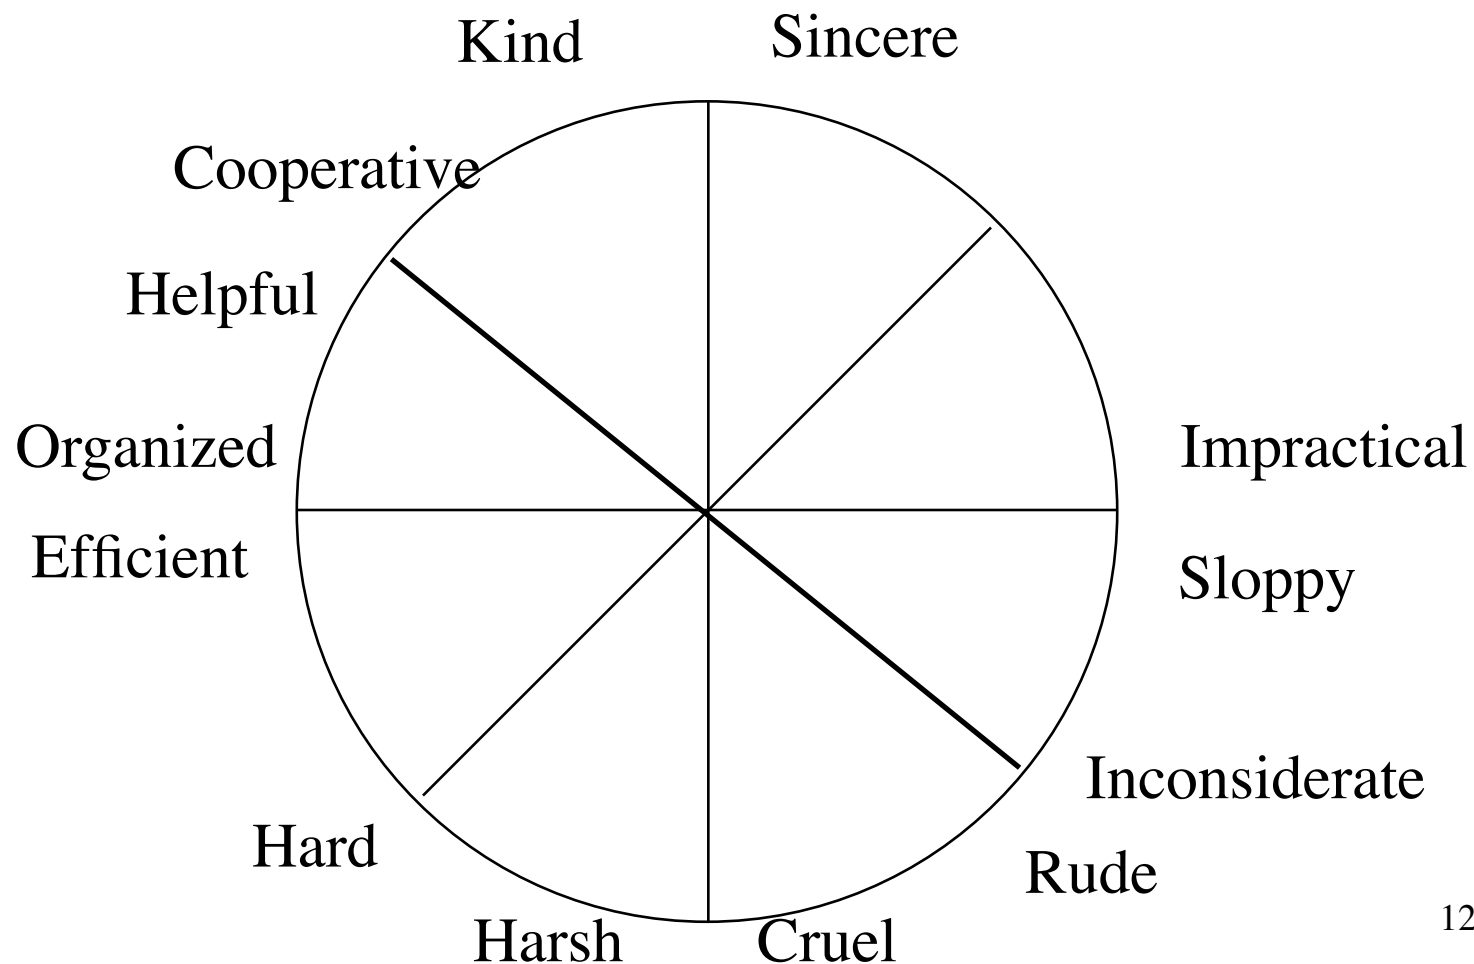 Kind
Sincere
Cooperative
Helpful
Organized
Impractical
Efficient
Sloppy
Inconsiderate
Hard
Rude
Harsh
Cruel
12